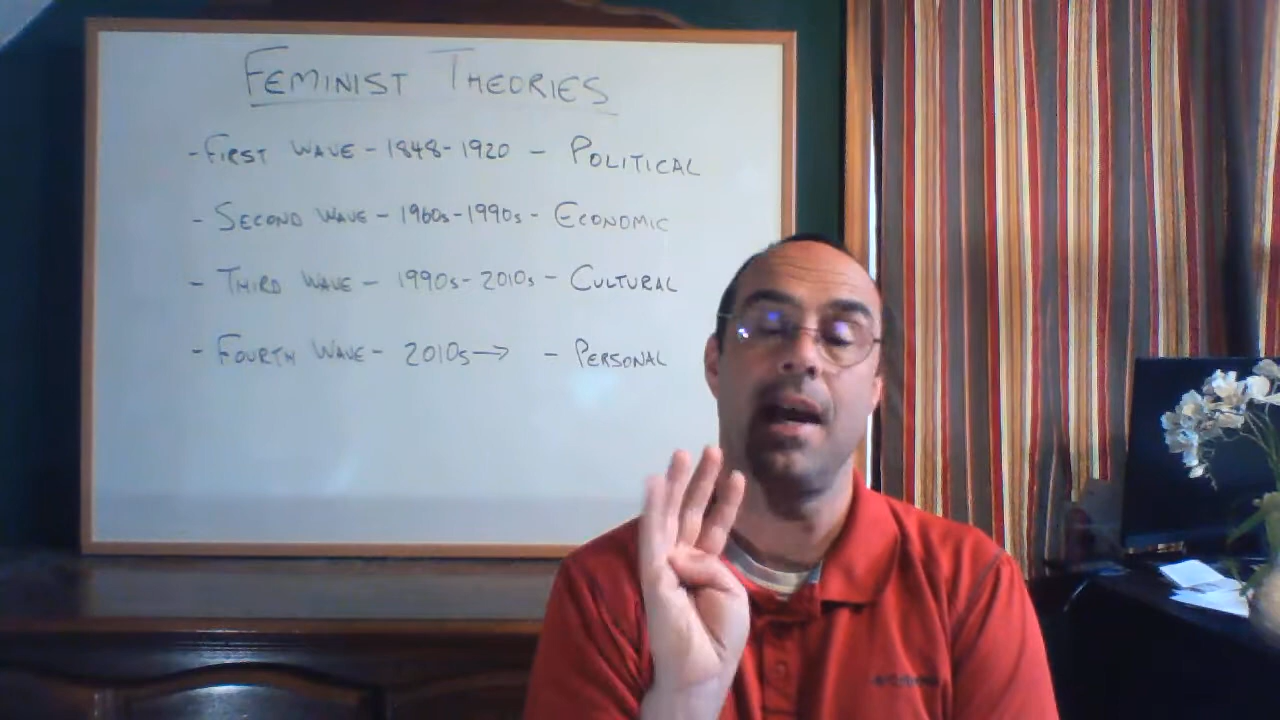 FEMINIST THEORIES
- FIRST WAVE - 1848-1920 - POLITICAL
- SECOND WAVE - 1960s-1990s - ECONOMIC
- THIRD WAVE - 1990s-2010s - CULTURAL
- FOURTH WAVE - 2010s→ - PERSONAL